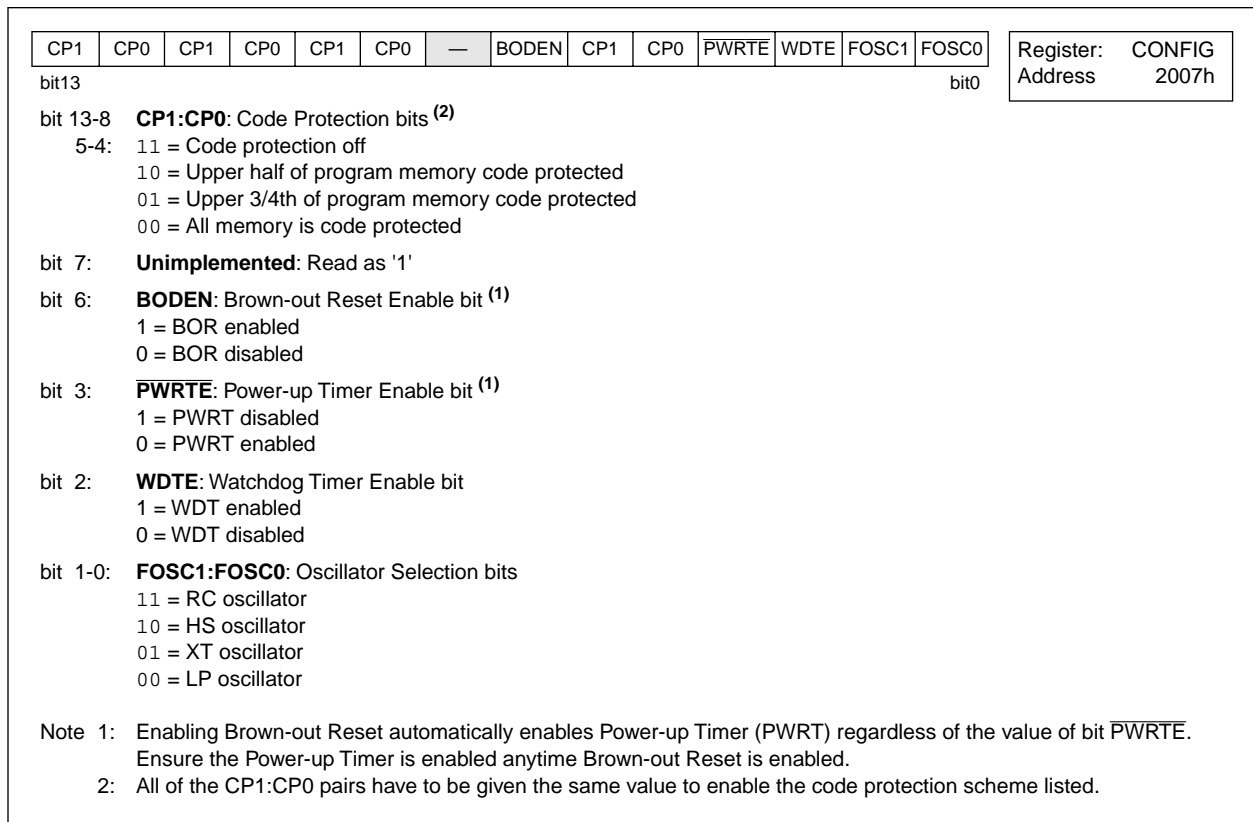 CP1 CP0 CP1 CP0 CP1 CP0 — BODEN CP1 CP0 PWRTE WDTE FOSC1 FOSC0
bit13 bit0
Register: CONFIG
Address 2007h
bit 13-8 CP1:CP0: Code Protection bits (2)
5-4: 11 = Code protection off
10 = Upper half of program memory code protected
01 = Upper 3/4th of program memory code protected
00 = All memory is code protected
bit 7: Unimplemented: Read as '1'
bit 6: BODEN: Brown-out Reset Enable bit (1)
1 = BOR enabled
0 = BOR disabled
bit 3: PWRTE: Power-up Timer Enable bit (1)
1 = PWRT disabled
0 = PWRT enabled
bit 2: WDTE: Watchdog Timer Enable bit
1 = WDT enabled
0 = WDT disabled
bit 1-0: FOSC1:FOSC0: Oscillator Selection bits
11 = RC oscillator
10 = HS oscillator
01 = XT oscillator
00 = LP oscillator
Note 1: Enabling Brown-out Reset automatically enables Power-up Timer (PWRT) regardless of the value of bit PWRTE.
Ensure the Power-up Timer is enabled anytime Brown-out Reset is enabled.
2: All of the CP1:CP0 pairs have to be given the same value to enable the code protection scheme listed.